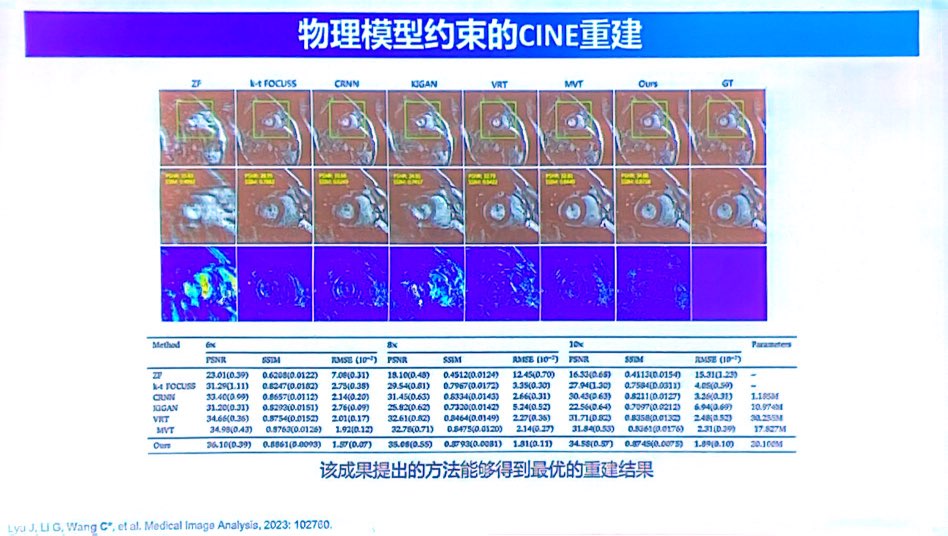 物理模型约束的CINE重建
ZF k-t FOCUSS CRNN KIGAN VRT MVT Ours GT
Method 6x 8x 10x Parameters
PSNR SSIM RMSE (10⁻²) PSNR SSIM RMSE (10⁻²) PSNR SSIM RMSE (10⁻²)
ZF 23.01(0.39) 0.6208(0.0122) 7.08(0.31) 18.10(0.48) 0.4512(0.0124) 12.45(0.70) 16.33(0.68) 0.4113(0.0154) 15.31(1.23) –
k-t FOCUSS 31.29(1.11) 0.8247(0.0182) 2.75(0.38) 29.54(0.81) 0.7967(0.0172) 3.35(0.30) 27.94(1.30) 0.7584(0.0311) 4.05(0.59) –
CRNN 33.40(0.99) 0.8657(0.0112) 2.14(0.20) 31.45(0.63) 0.8334(0.0143) 2.66(0.31) 30.43(0.63) 0.8211(0.0127) 3.26(0.31)
KIGAN 31.20(0.31) 0.8293(0.0151) 2.76(0.09) 25.82(0.62) 0.7320(0.0142) 5.24(0.52) 22.56(0.64) 0.7097(0.0212) 6.94(0.69) 10.974M
VRT 34.66(0.36) 0.8754(0.0152) 2.01(0.17) 32.61(0.82) 0.8464(0.0149) 2.27(0.36) 31.71(0.82) 0.8358(0.0132) 2.48(0.52)
MVT 34.98(0.43) 0.8763(0.0126) 1.92(0.12) 32.78(0.71) 0.8475(0.0120) 2.14(0.27) 31.84(0.53) 0.8361(0.0176) 2.31(0.39) 17.827M
Ours 36.10(0.39) 0.8861(0.0093) 1.57(0.07) 35.08(0.55) 0.8793(0.0081) 1.81(0.11) 34.58(0.57) 0.8745(0.0075) 1.89(0.10) 20.100M
该成果提出的方法能够得到最优的重建结果
Lyu J, Li G, Wang C*, et al. Medical Image Analysis, 2023: 102760.